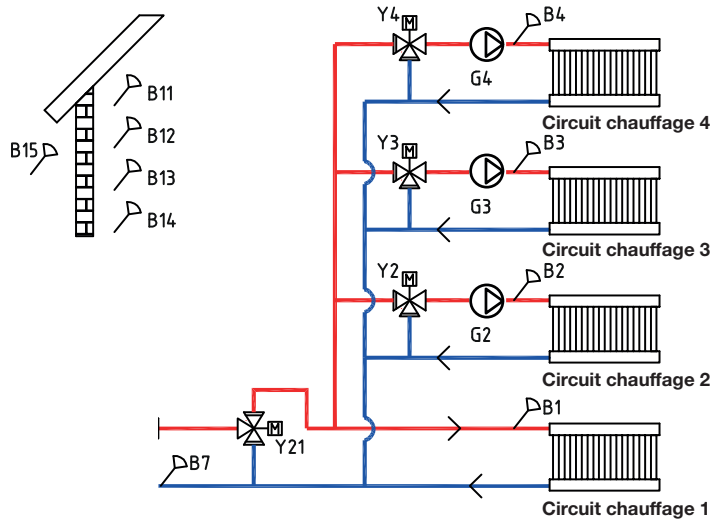 Y4
M
B4
G4
B11
B12
B15
B13
B14
Circuit chauffage 4
Y3
M
B3
G3
Circuit chauffage 3
Y2
M
B2
G2
Circuit chauffage 2
B1
M
Y21
B7
Circuit chauffage 1